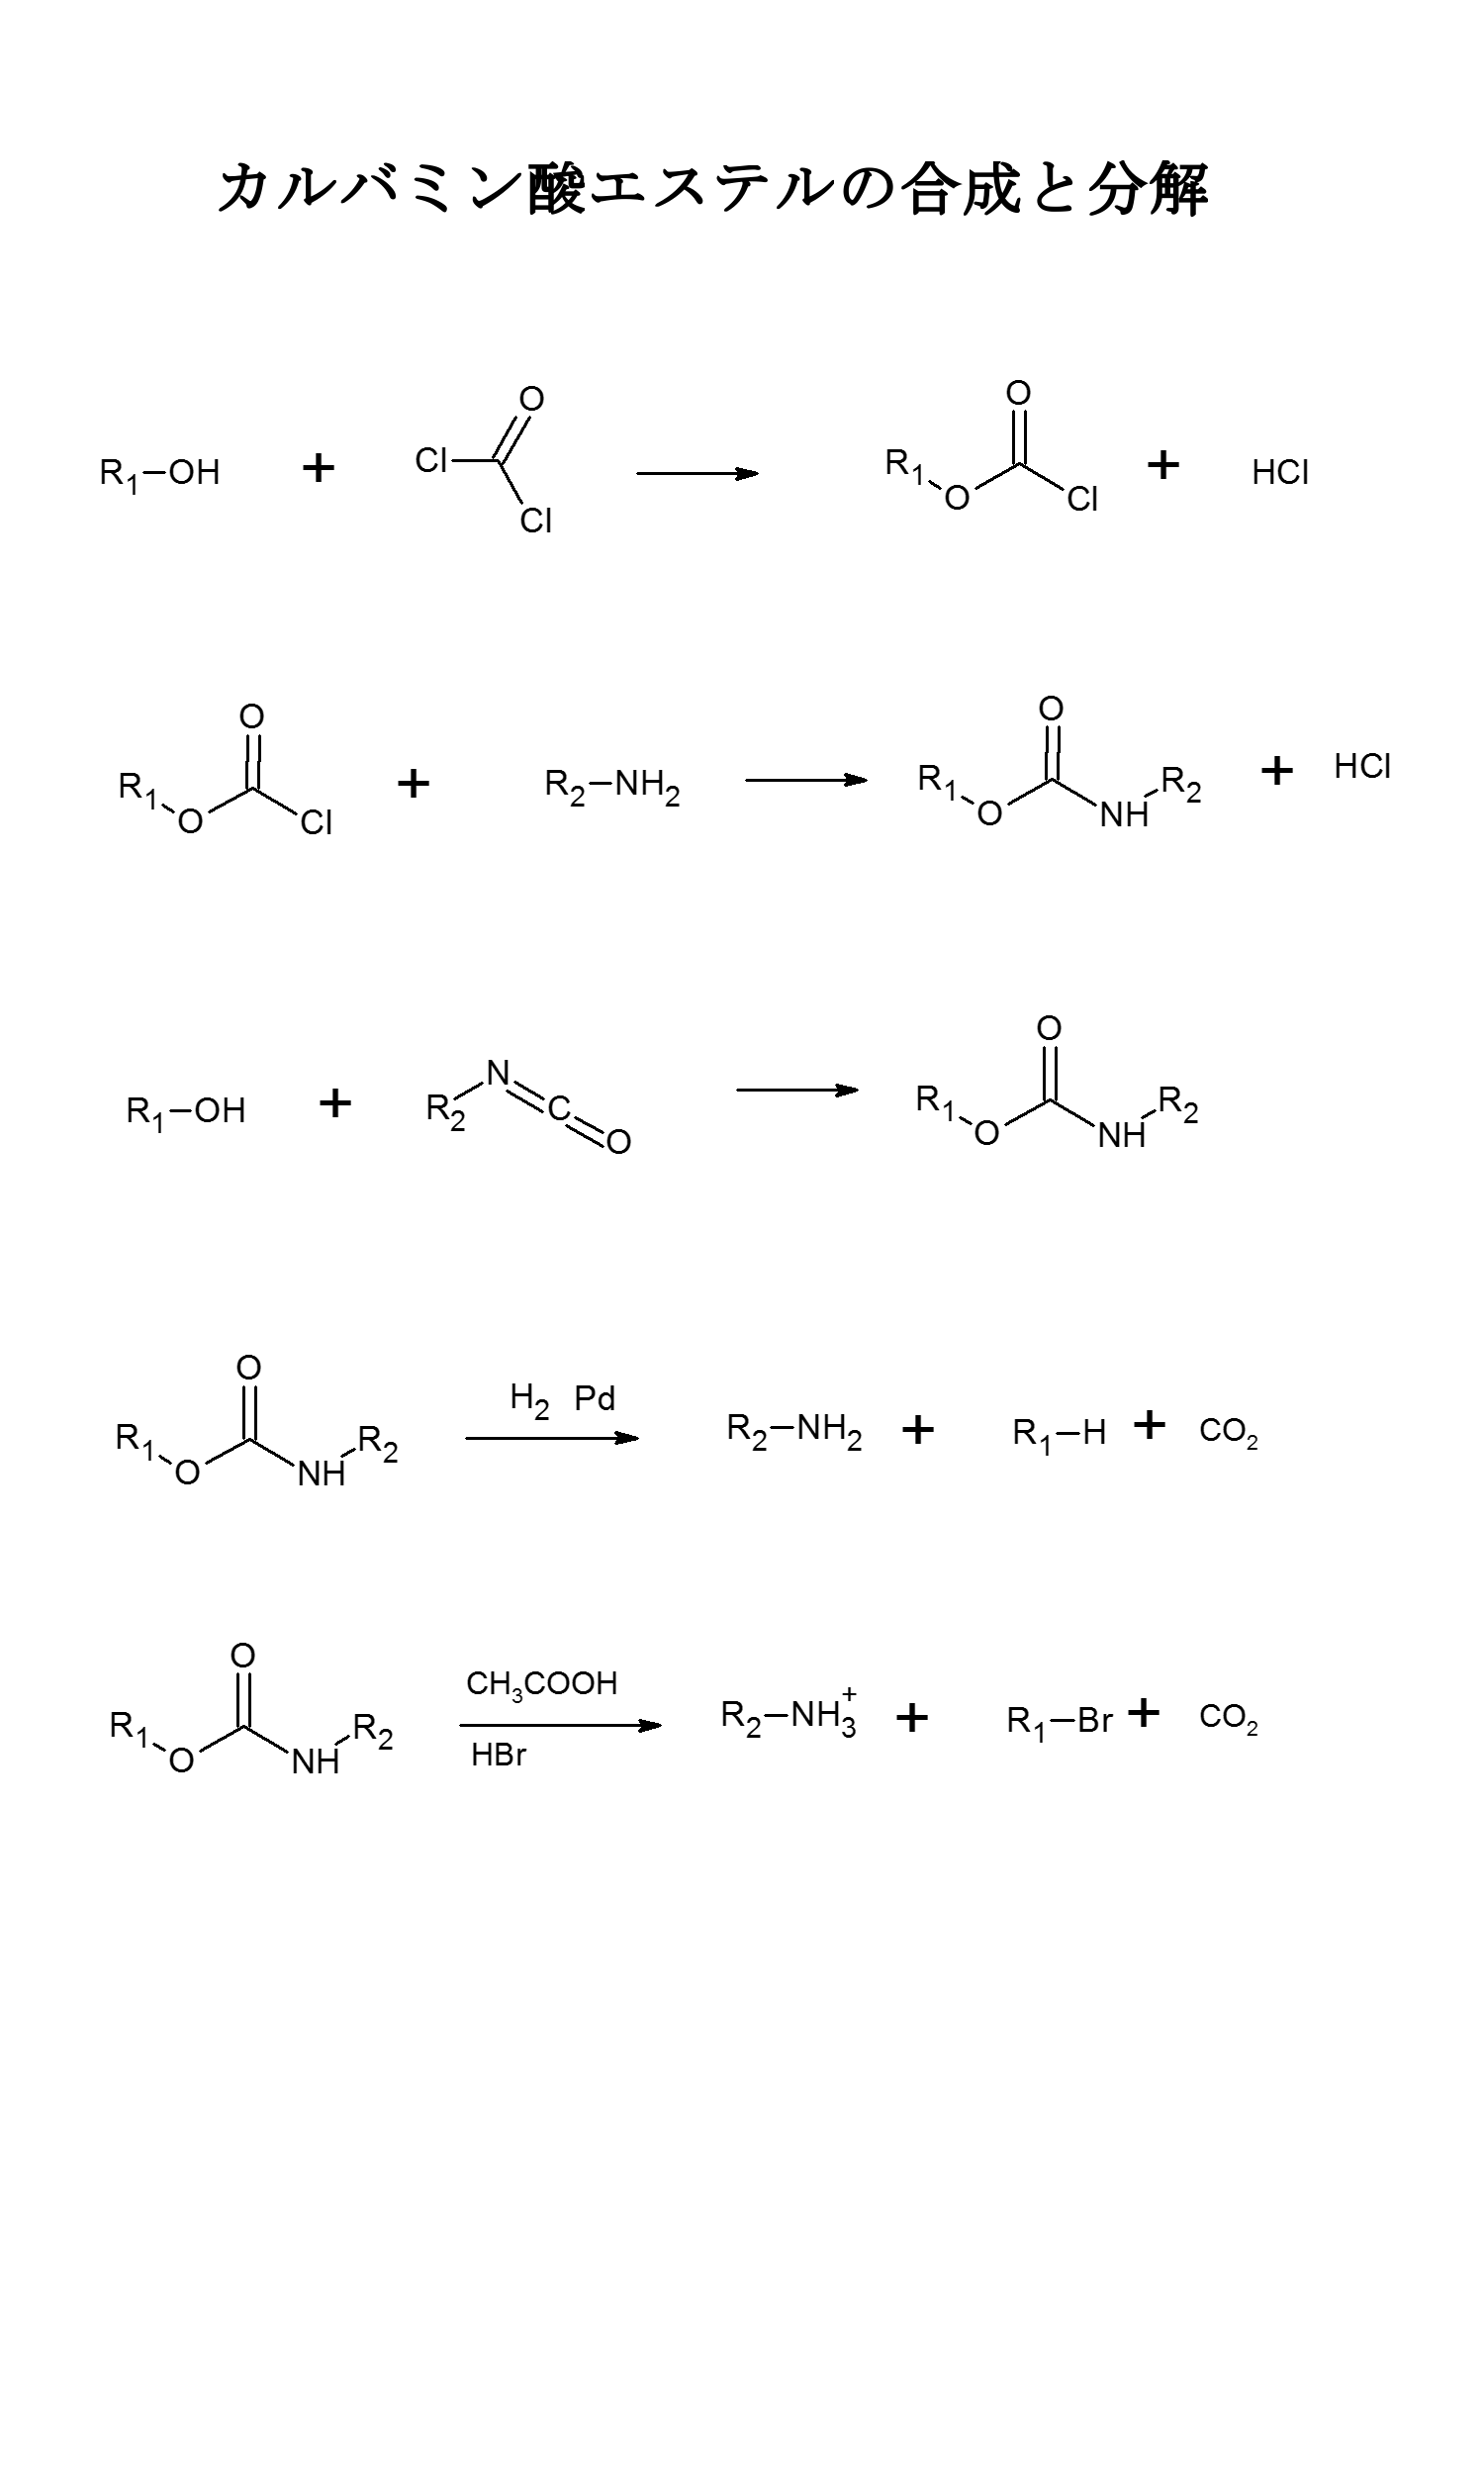 カルバミン酸エステルの合成と分解
R1-OH + Cl Cl O R1 O O Cl + HCl
R1 O O Cl + R2-NH2 R1 O O NH R2 + HCl
R1-OH + R2 N C O R1 O O NH R2
R1 O O NH R2 H2 Pd R2-NH2 + R1-H + CO2
R1 O O NH R2 CH3COOH HBr R2-NH3+ + R1-Br + CO2